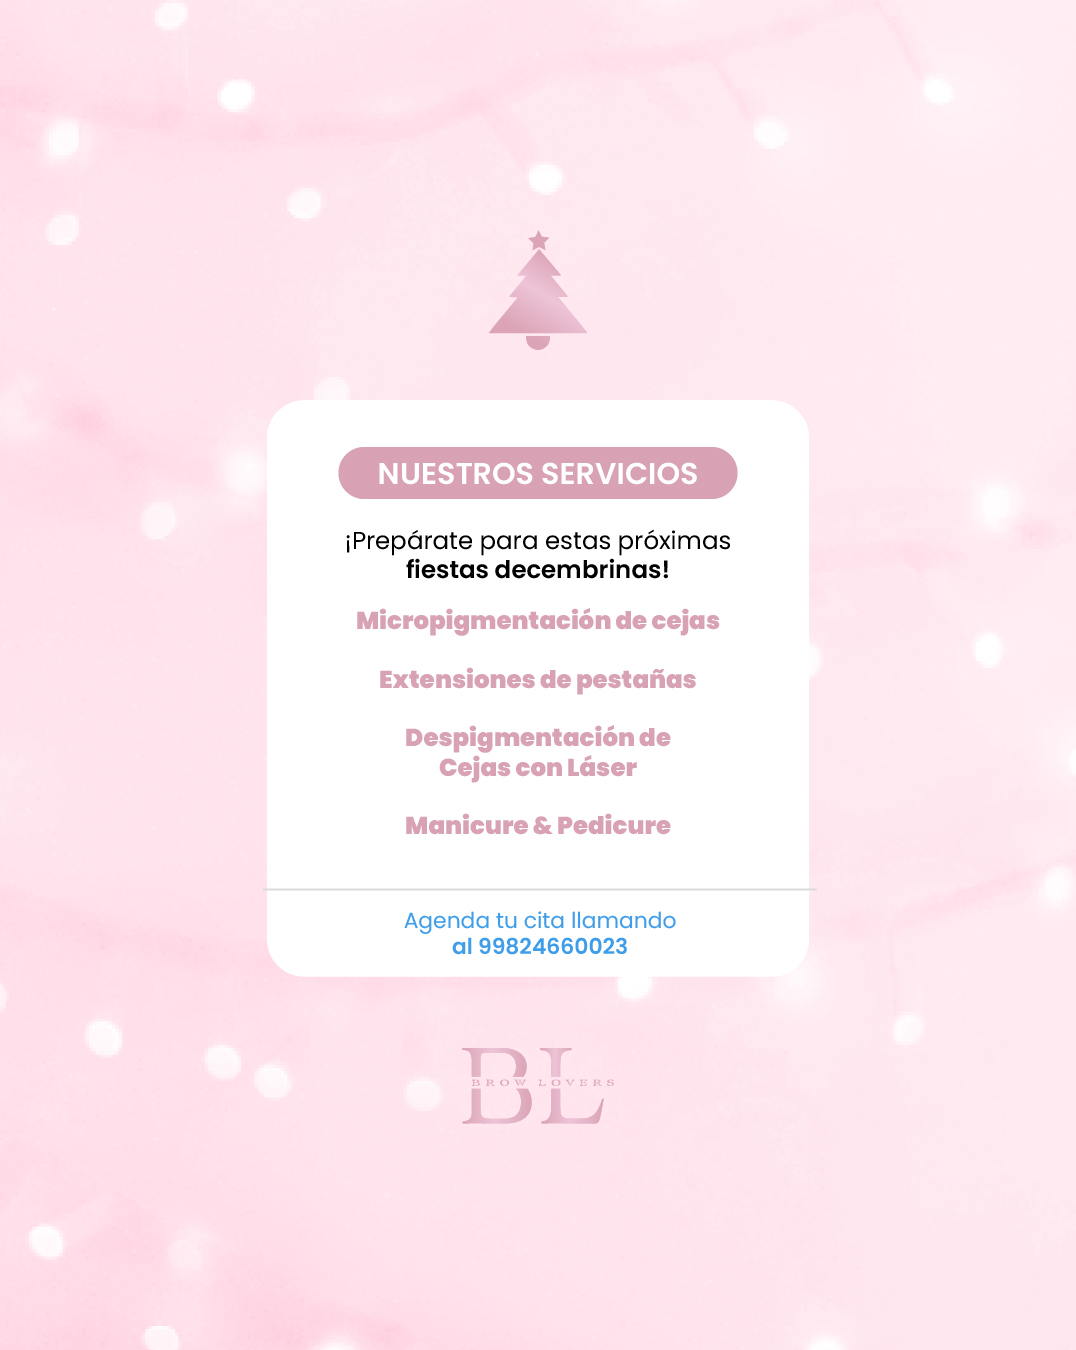 NUESTROS SERVICIOS
¡Prepárate para estas próximas
fiestas decembrinas!
Micropigmentación de cejas
Extensiones de pestañas
Despigmentación de
Cejas con Láser
Manicure & Pedicure
Agenda tu cita llamando
al 99824660023
BL
BROW LOVERS